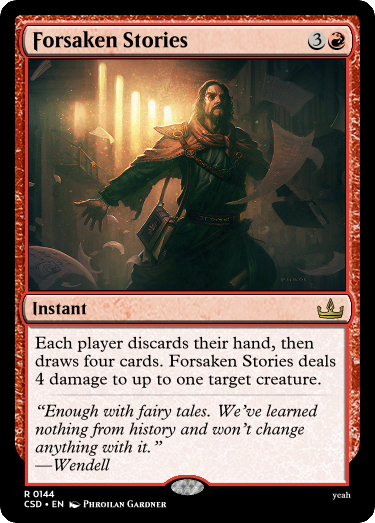 Forsaken Stories 3
Instant
Each player discards their hand, then
draws four cards. Forsaken Stories deals
4 damage to up to one target creature.
“Enough with fairy tales. We’ve learned
nothing from history and won’t change
anything with it.”
—Wendell
R 0144
CSD • EN Philroilan Gardner
yeah